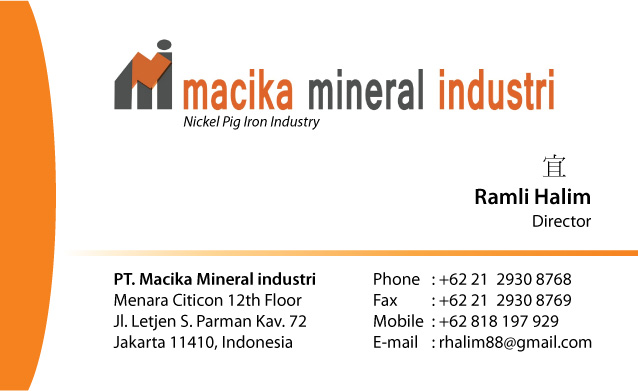 macika mineral industri
Nickel Pig Iron Industry
宜
Ramli Halim
Director
PT. Macika Mineral industri
Menara Citicon 12th Floor
Jl. Letjen S. Parman Kav. 72
Jakarta 11410, Indonesia
Phone : +62 21 2930 8768
Fax : +62 21 2930 8769
Mobile : +62 818 197 929
E-mail : rhalim88@gmail.com